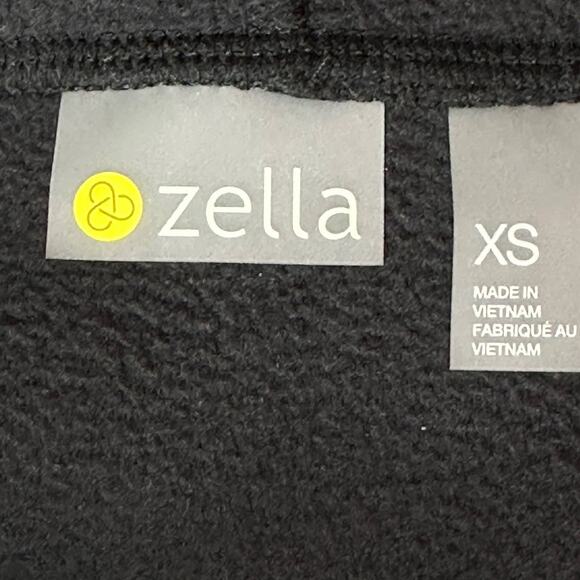 zella
XS
MADE IN
VIETNAM
FABRIQUÉ AU
VIETNAM